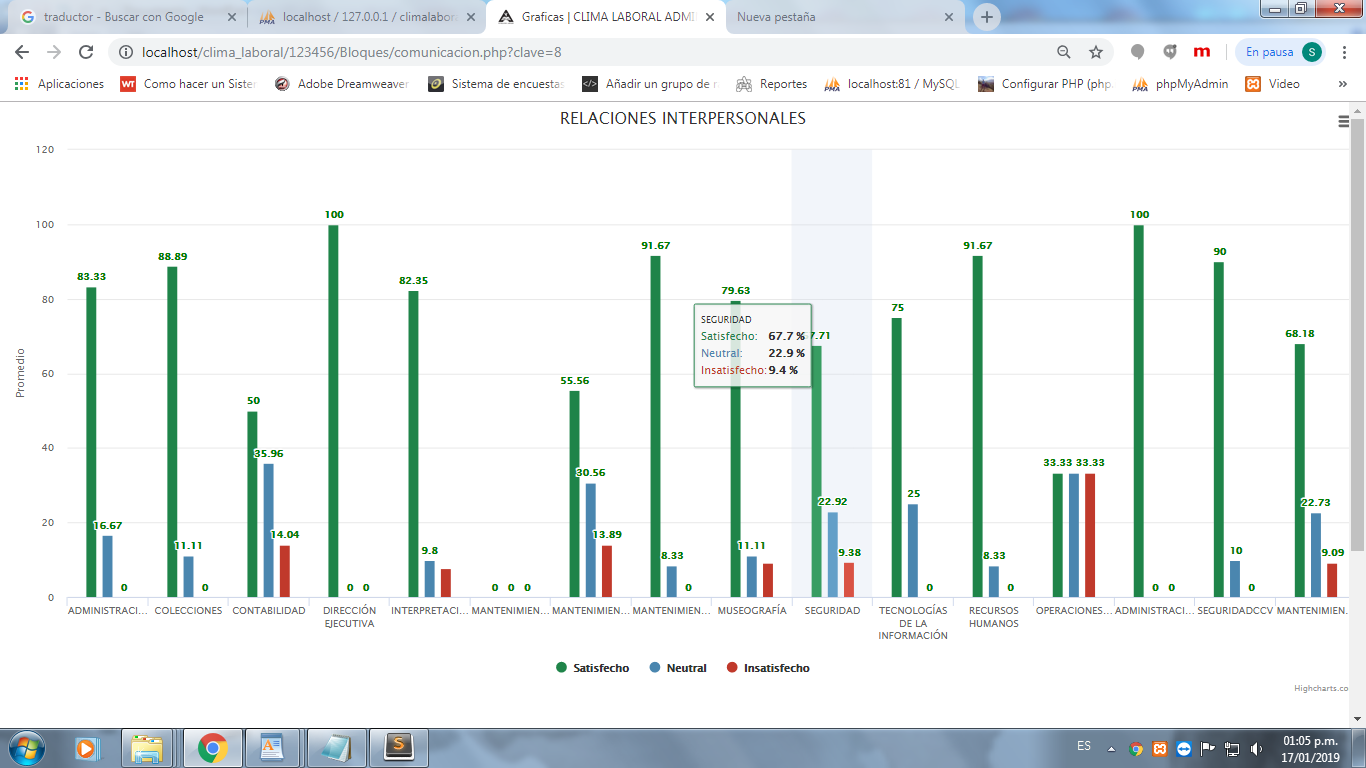 traductor - Buscar con Google
localhost / 127.0.0.1 / climalabora
Graficas | CLIMA LABORAL ADMI
Nueva pestaña
localhost/clima_laboral/123456/Bloques/comunicacion.php?clave=8
m
En pausa
S
Aplicaciones
WT
Como hacer un Siste
Adobe Dreamweaver
Sistema de encuestas
Añadir un grupo de r
Reportes
localhost:81 / MySQL
Configurar PHP (php.
phpMyAdmin
Video
»
RELACIONES INTERPERSONALES
Promedio
120
100
80
60
40
20
0
83.33
16.67
0
88.89
11.11
0
50
35.96
14.04
100
0
0
82.35
9.8
0
0
0
55.56
30.56
13.89
91.67
8.33
0
79.63
11.11
7.71
22.92
9.38
75
25
0
91.67
8.33
0
33.33
33.33
100
0
0
90
10
0
68.18
22.73
9.09
SEGURIDAD
Satisfecho: 67.7 %
Neutral: 22.9 %
Insatisfecho: 9.4 %
ADMINISTRACI...
COLECCIONES
CONTABILIDAD
DIRECCIÓN
EJECUTIVA
INTERPRETACI...
MANTENIMIEN...
MANTENIMIEN...
MANTENIMIEN...
MUSEOGRAFÍA
SEGURIDAD
TECNOLOGÍAS
DE LA
INFORMACIÓN
RECURSOS
HUMANOS
OPERACIONES...
ADMINISTRACI...
SEGURIDADCCV
MANTENIMIEN..
Satisfecho
Neutral
Insatisfecho
Highcharts.co
ES
01:05 p.m.
17/01/2019